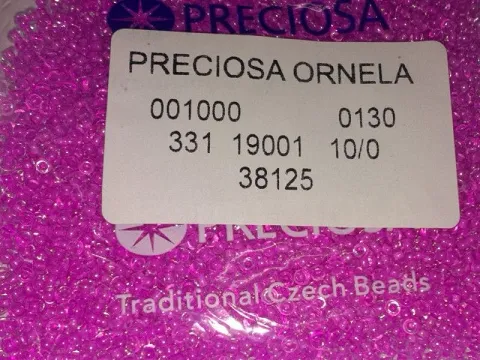 PRECIOSA
PRECIOSA ORNELA
001000 0130
331 19001 10/0
38125
PRECIOSA
Traditional Czech Beads